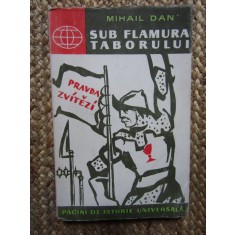 MIHAIL DAN
SUB FLAMURA
TABORULUI
PRAVDA
ZVÍTĚZÍ
PAGINI DE ISTORIE UNIVERSALĂ